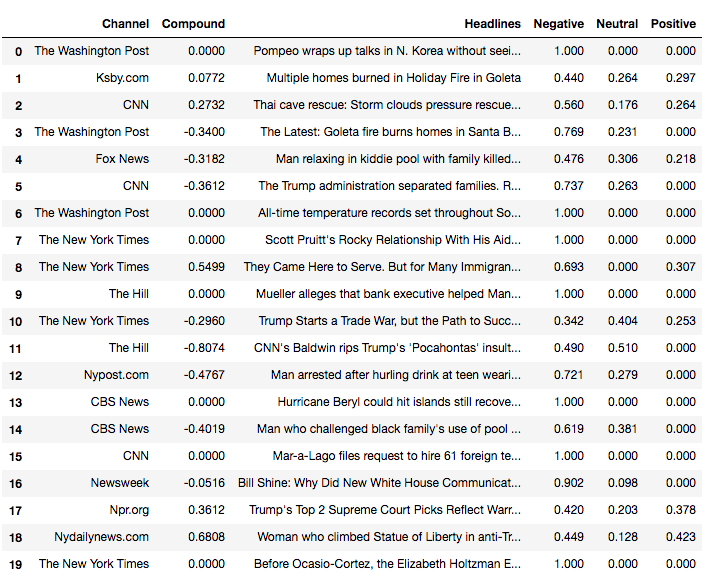 Channel Compound Headlines Negative Neutral Positive
0 The Washington Post 0.0000 Pompeo wraps up talks in N. Korea without seei... 1.000 0.000 0.000
1 Ksby.com 0.0772 Multiple homes burned in Holiday Fire in Goleta 0.440 0.264 0.297
2 CNN 0.2732 Thai cave rescue: Storm clouds pressure rescue... 0.560 0.176 0.264
3 The Washington Post -0.3400 The Latest: Goleta fire burns homes in Santa B... 0.769 0.231 0.000
4 Fox News -0.3182 Man relaxing in kiddie pool with family killed... 0.476 0.306 0.218
5 CNN -0.3612 The Trump administration separated families. R... 0.737 0.263 0.000
6 The Washington Post 0.0000 All-time temperature records set throughout So... 1.000 0.000 0.000
7 The New York Times 0.0000 Scott Pruitt's Rocky Relationship With His Aid... 1.000 0.000 0.000
8 The New York Times 0.5499 They Came Here to Serve. But for Many Immigran... 0.693 0.000 0.307
9 The Hill 0.0000 Mueller alleges that bank executive helped Man... 1.000 0.000 0.000
10 The New York Times -0.2960 Trump Starts a Trade War, but the Path to Succ... 0.342 0.404 0.253
11 The Hill -0.8074 CNN's Baldwin rips Trump's 'Pocahontas' insult... 0.490 0.510 0.000
12 Nypost.com -0.4767 Man arrested after hurling drink at teen weari... 0.721 0.279 0.000
13 CBS News 0.0000 Hurricane Beryl could hit islands still recove... 1.000 0.000 0.000
14 CBS News -0.4019 Man who challenged black family's use of pool ... 0.619 0.381 0.000
15 CNN 0.0000 Mar-a-Lago files request to hire 61 foreign te... 1.000 0.000 0.000
16 Newsweek -0.0516 Bill Shine: Why Did New White House Communicat... 0.902 0.098 0.000
17 Npr.org 0.3612 Trump's Top 2 Supreme Court Picks Reflect Warr... 0.420 0.203 0.378
18 Nydailynews.com 0.6808 Woman who climbed Statue of Liberty in anti-Tr... 0.449 0.128 0.423
19 The New York Times 0.0000 Before Ocasio-Cortez, the Elizabeth Holtzman E... 1.000 0.000 0.000